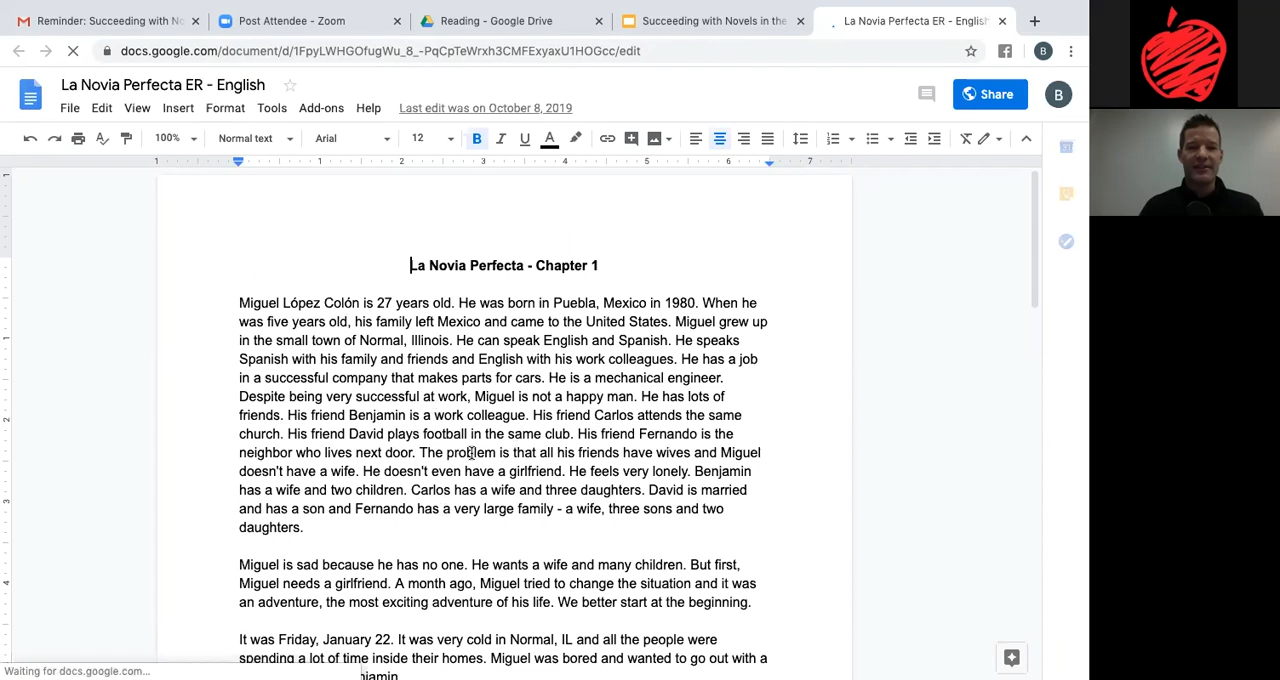 Reminder: Succeeding with No
Post Attendee - Zoom
Reading - Google Drive
Succeeding with Novels in the
La Novia Perfecta ER - English
docs.google.com/document/d/1FpyLWHGOfugWu_8_-PqCpTeWrxh3CMFExyaxU1HOGcc/edit
B
La Novia Perfecta ER - English
Share
B
File Edit View Insert Format Tools Add-ons Help Last edit was on October 8, 2019
100% Normal text Arial 12 B I U A
1 1 2 3 4 5 6 7
La Novia Perfecta - Chapter 1
Miguel López Colón is 27 years old. He was born in Puebla, Mexico in 1980. When he
was five years old, his family left Mexico and came to the United States. Miguel grew up
in the small town of Normal, Illinois. He can speak English and Spanish. He speaks
Spanish with his family and friends and English with his work colleagues. He has a job
in a successful company that makes parts for cars. He is a mechanical engineer.
Despite being very successful at work, Miguel is not a happy man. He has lots of
friends. His friend Benjamin is a work colleague. His friend Carlos attends the same
church. His friend David plays football in the same club. His friend Fernando is the
neighbor who lives next door. The problem is that all his friends have wives and Miguel
doesn't have a wife. He doesn't even have a girlfriend. He feels very lonely. Benjamin
has a wife and two children. Carlos has a wife and three daughters. David is married
and has a son and Fernando has a very large family - a wife, three sons and two
daughters.
Miguel is sad because he has no one. He wants a wife and many children. But first,
Miguel needs a girlfriend. A month ago, Miguel tried to change the situation and it was
an adventure, the most exciting adventure of his life. We better start at the beginning.
It was Friday, January 22. It was very cold in Normal, IL and all the people were
spending a lot of time inside their homes. Miguel was bored and wanted to go out with a
Waiting for docs.google.com...